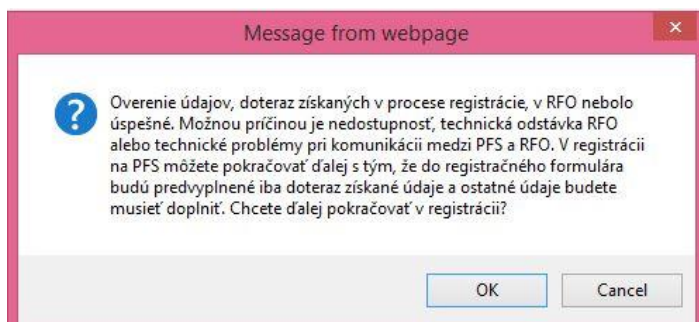 Message from webpage
x
Overenie údajov, doteraz získaných v procese registrácie, v RFO nebolo
úspešné. Možnou príčinou je nedostupnosť, technická odstávka RFO
alebo technické problémy pri komunikácii medzi PFS a RFO. V registrácii
na PFS môžete pokračovať ďalej s tým, že do registračného formulára
budú predvyplnené iba doteraz získané údaje a ostatné údaje budete
musieť doplniť. Chcete ďalej pokračovať v registrácii?
OK
Cancel